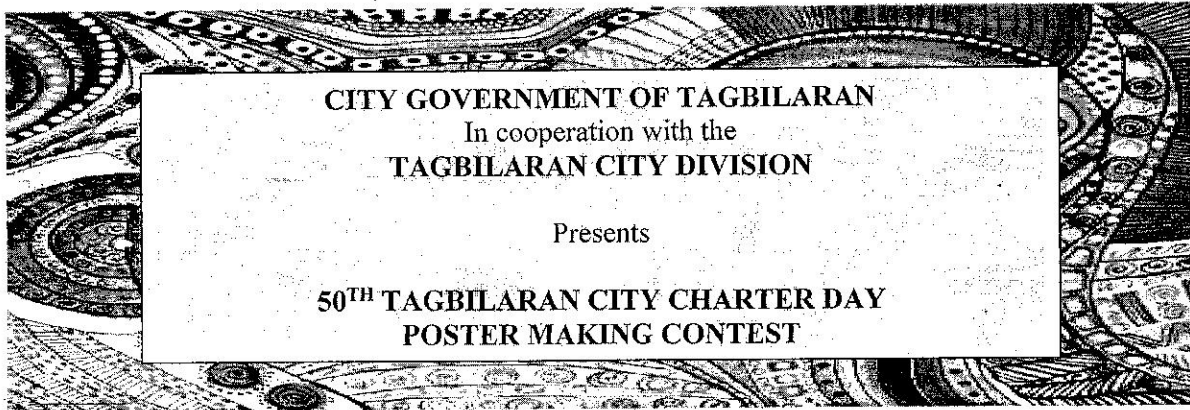 CITY GOVERNMENT OF TAGBILARAN
In cooperation with the
TAGBILARAN CITY DIVISION
Presents
50TH TAGBILARAN CITY CHARTER DAY
POSTER MAKING CONTEST